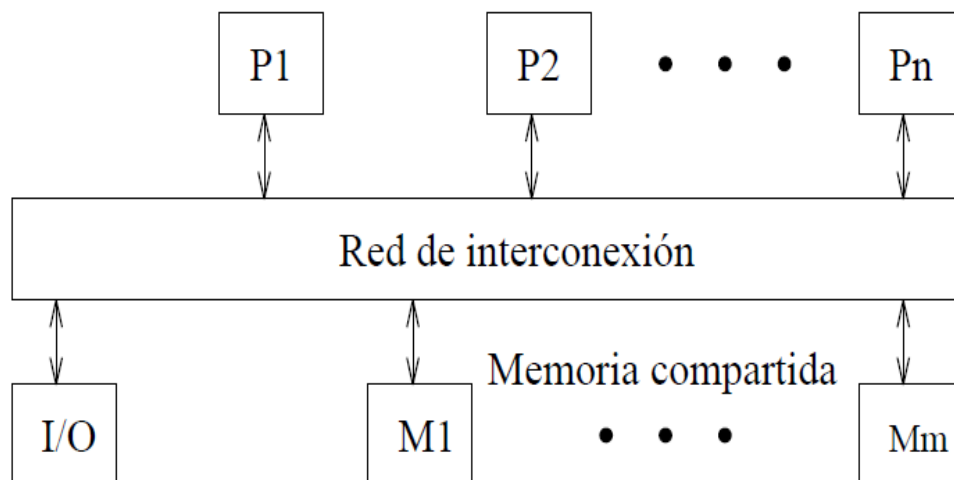 P1 P2 • • • Pn
Red de interconexión
Memoria compartida
I/O M1 • • • Mm